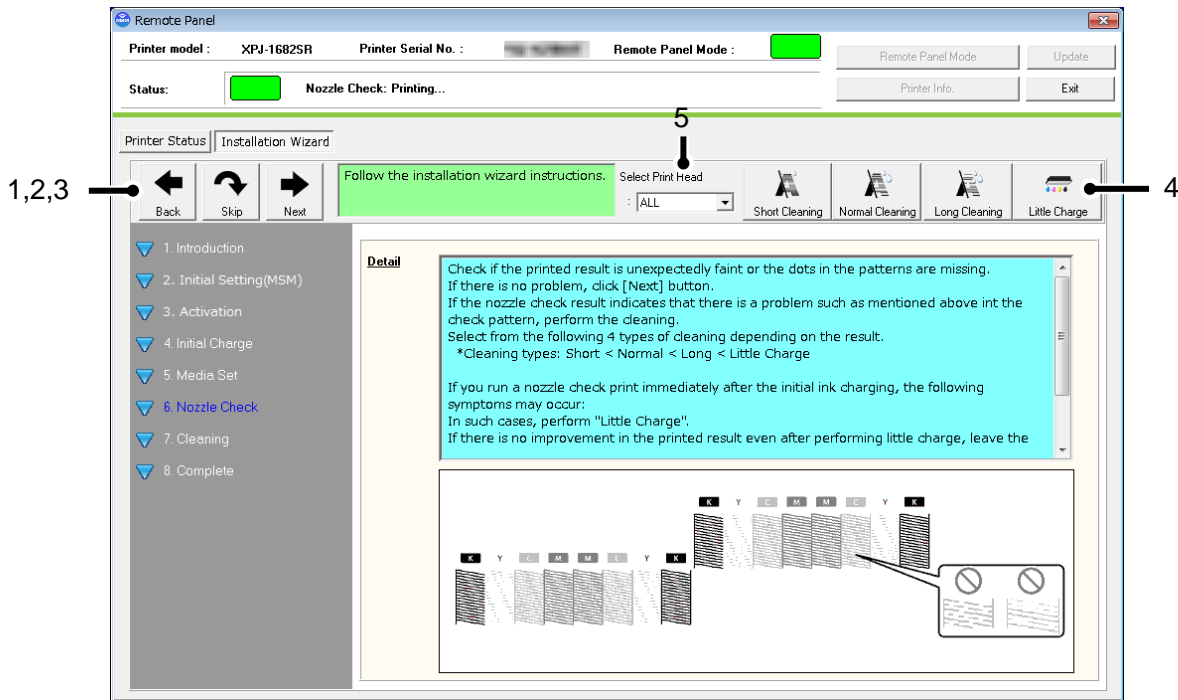 Remote Panel
Printer model : XPJ-1682SR Printer Serial No. : Remote Panel Mode :
Remote Panel Mode Update
Status: Nozzle Check: Printing...
Printer Info. Exit
5
Printer Status Installation Wizard
1,2,3
Back Skip Next
Follow the installation wizard instructions.
Select Print Head
: ALL
Short Cleaning Normal Cleaning Long Cleaning Little Charge
4
1. Introduction
2. Initial Setting(MSM)
3. Activation
4. Initial Charge
5. Media Set
6. Nozzle Check
7. Cleaning
8. Complete
Detail
Check if the printed result is unexpectedly faint or the dots in the patterns are missing.
If there is no problem, click [Next] button.
If the nozzle check result indicates that there is a problem such as mentioned above int the
check pattern, perform the cleaning.
Select from the following 4 types of cleaning depending on the result.
*Cleaning types: Short < Normal < Long < Little Charge
If you run a nozzle check print immediately after the initial ink charging, the following
symptoms may occur:
In such cases, perform "Little Charge".
If there is no improvement in the printed result even after performing little charge, leave the
K Y C M M C Y K
K Y C M M C Y K